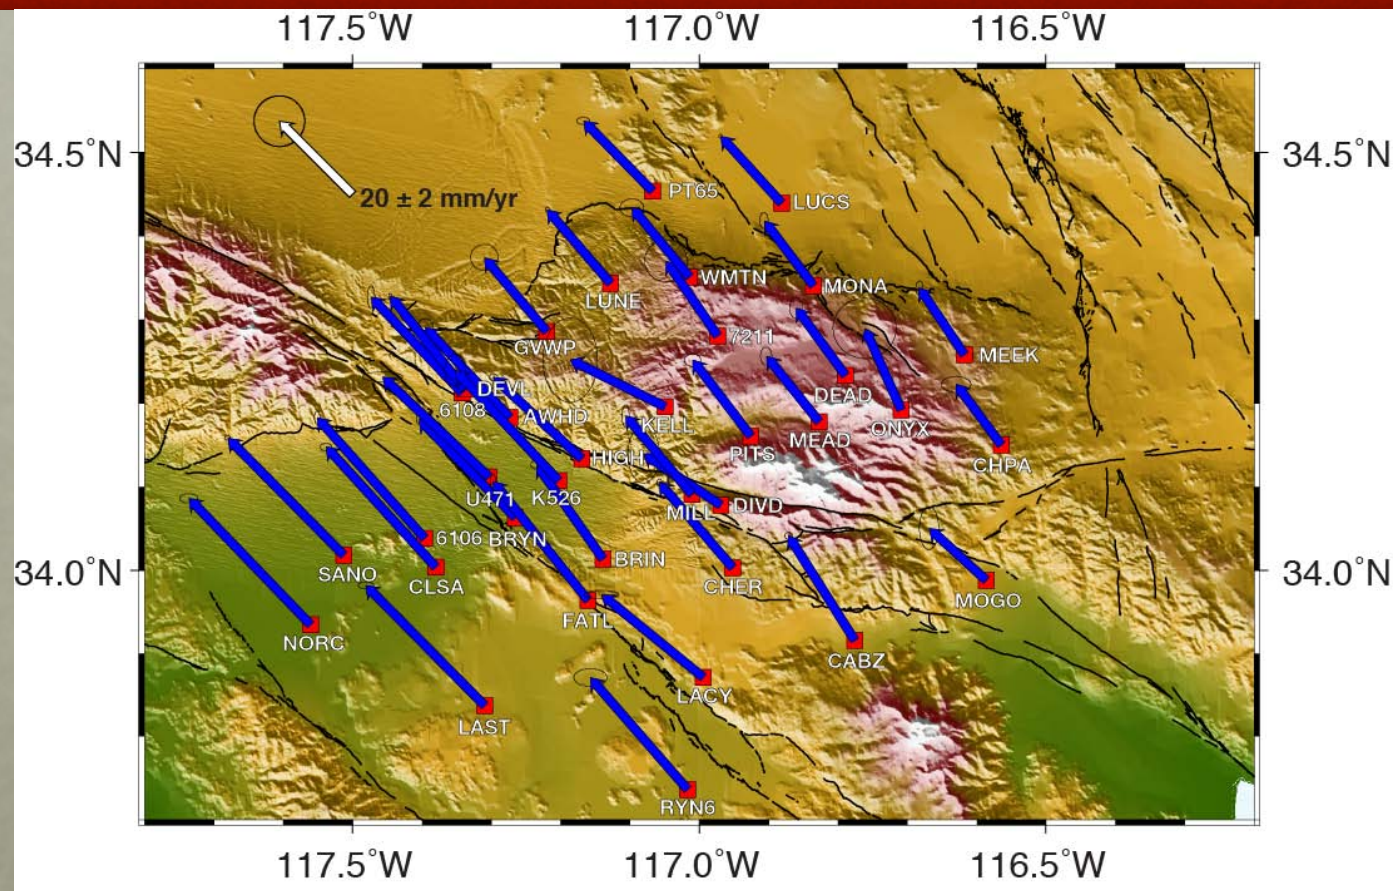 117.5°W 117.0°W 116.5°W
34.5°N 34.5°N
20 ± 2 mm/yr
PT65
LUCS
WMTN
MONA
LUNE
7211
GVWP
MEEK
DEVL
DEAD
6108
AWHD
KELL
ONYX
MEAD
PITS
HIGH
CHPA
U471
K526
MILL
DIVD
6106
BRYN
BRIN
34.0°N 34.0°N
SANO
CLSA
CHER
MOGO
FATL
NORC
CABZ
LACY
LAST
RYN6
117.5°W 117.0°W 116.5°W